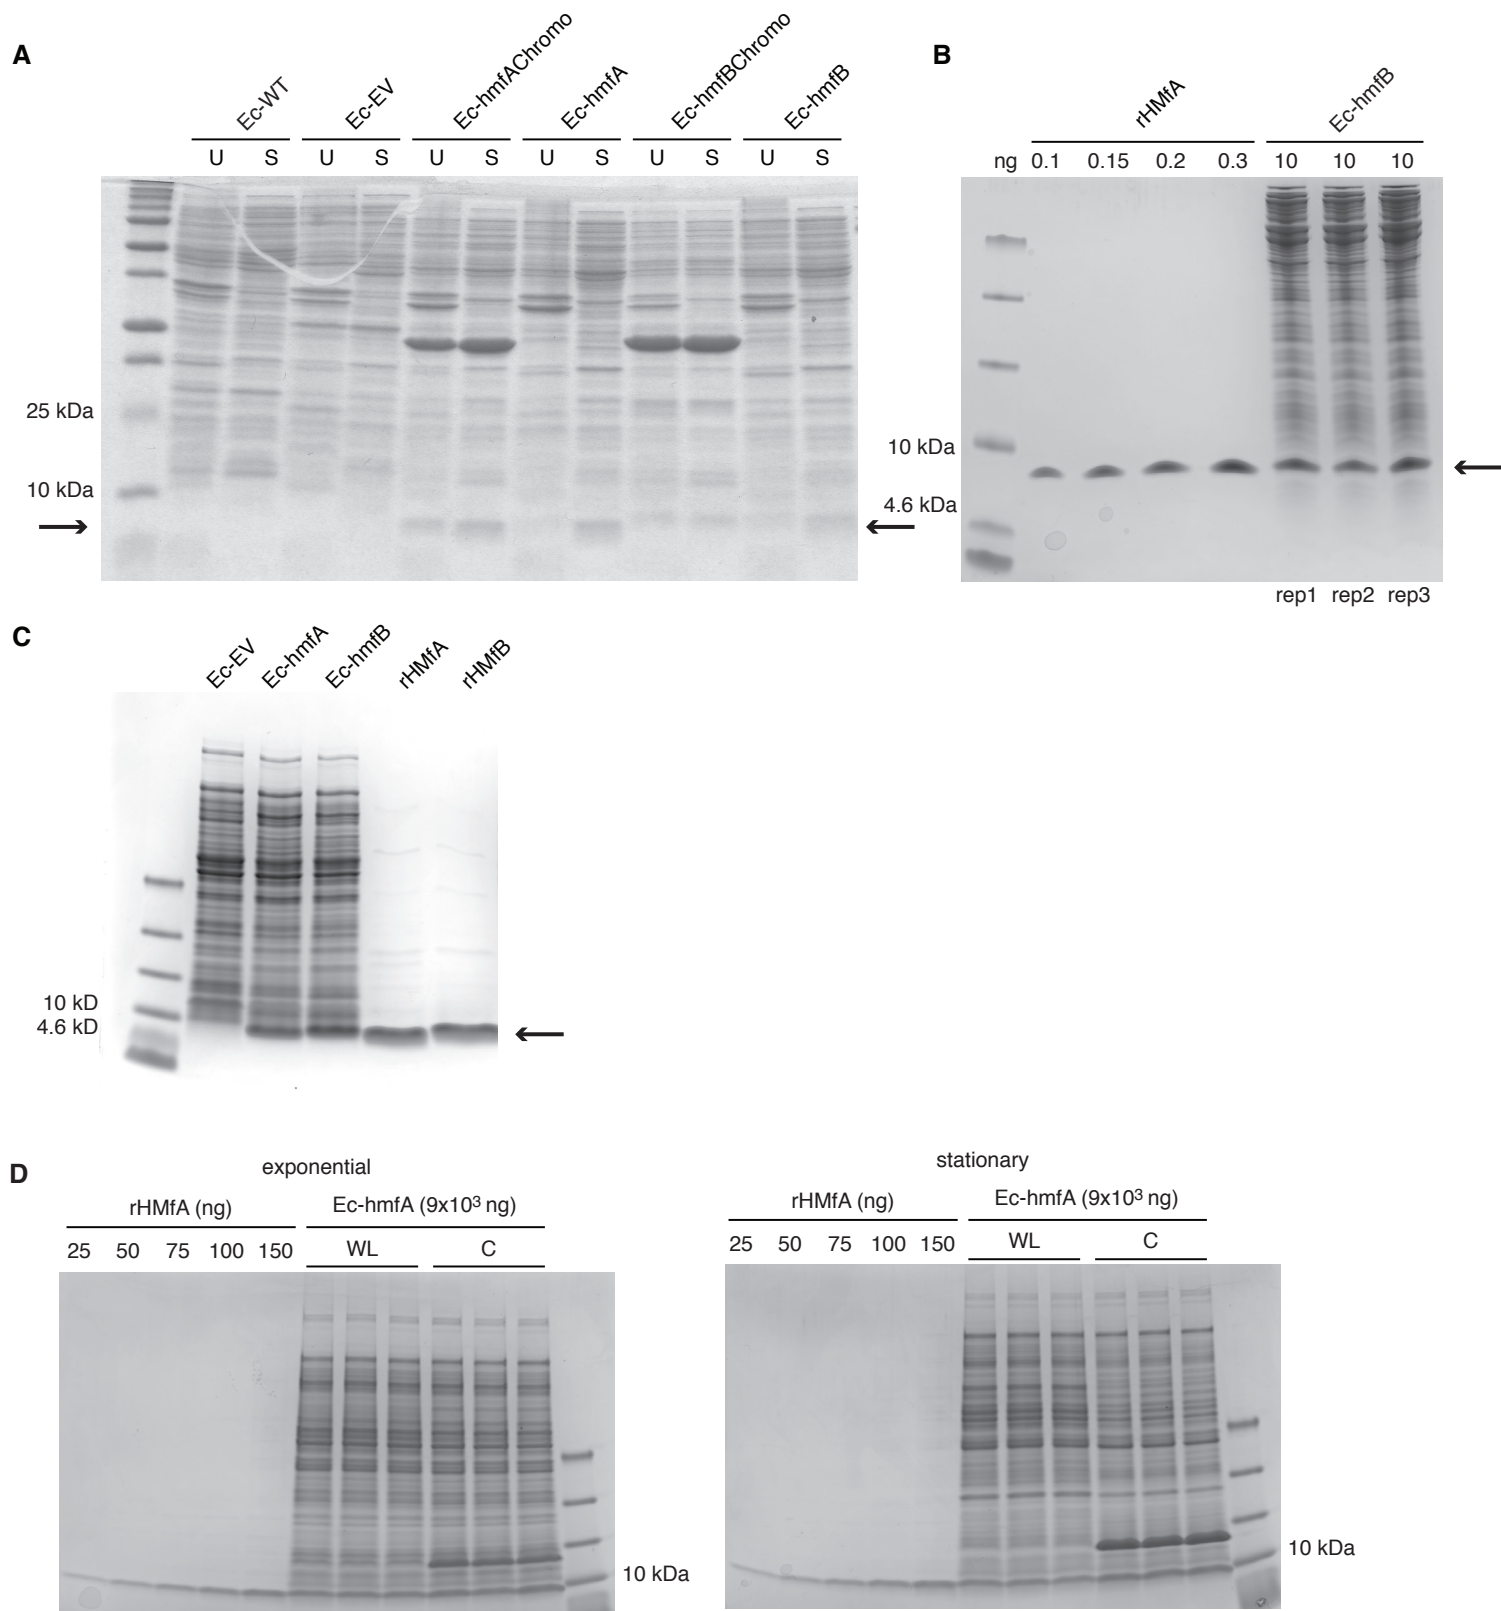 A
Ec-WT Ec-EV Ec-hmfAChromo Ec-hmfA Ec-hmfBChromo Ec-hmfB
U S U S U S U S U S U S
25 kDa
10 kDa
B
rHMfA Ec-hmfB
ng 0.1 0.15 0.2 0.3 10 10 10
10 kDa
4.6 kDa
rep1 rep2 rep3
C
Ec-EV Ec-hmfA Ec-hmfB rHMfA rHMfB
10 kD
4.6 kD
D
exponential
rHMfA (ng) Ec-hmfA (9x10³ ng)
25 50 75 100 150 WL C
10 kDa
stationary
rHMfA (ng) Ec-hmfA (9x10³ ng)
25 50 75 100 150 WL C
10 kDa